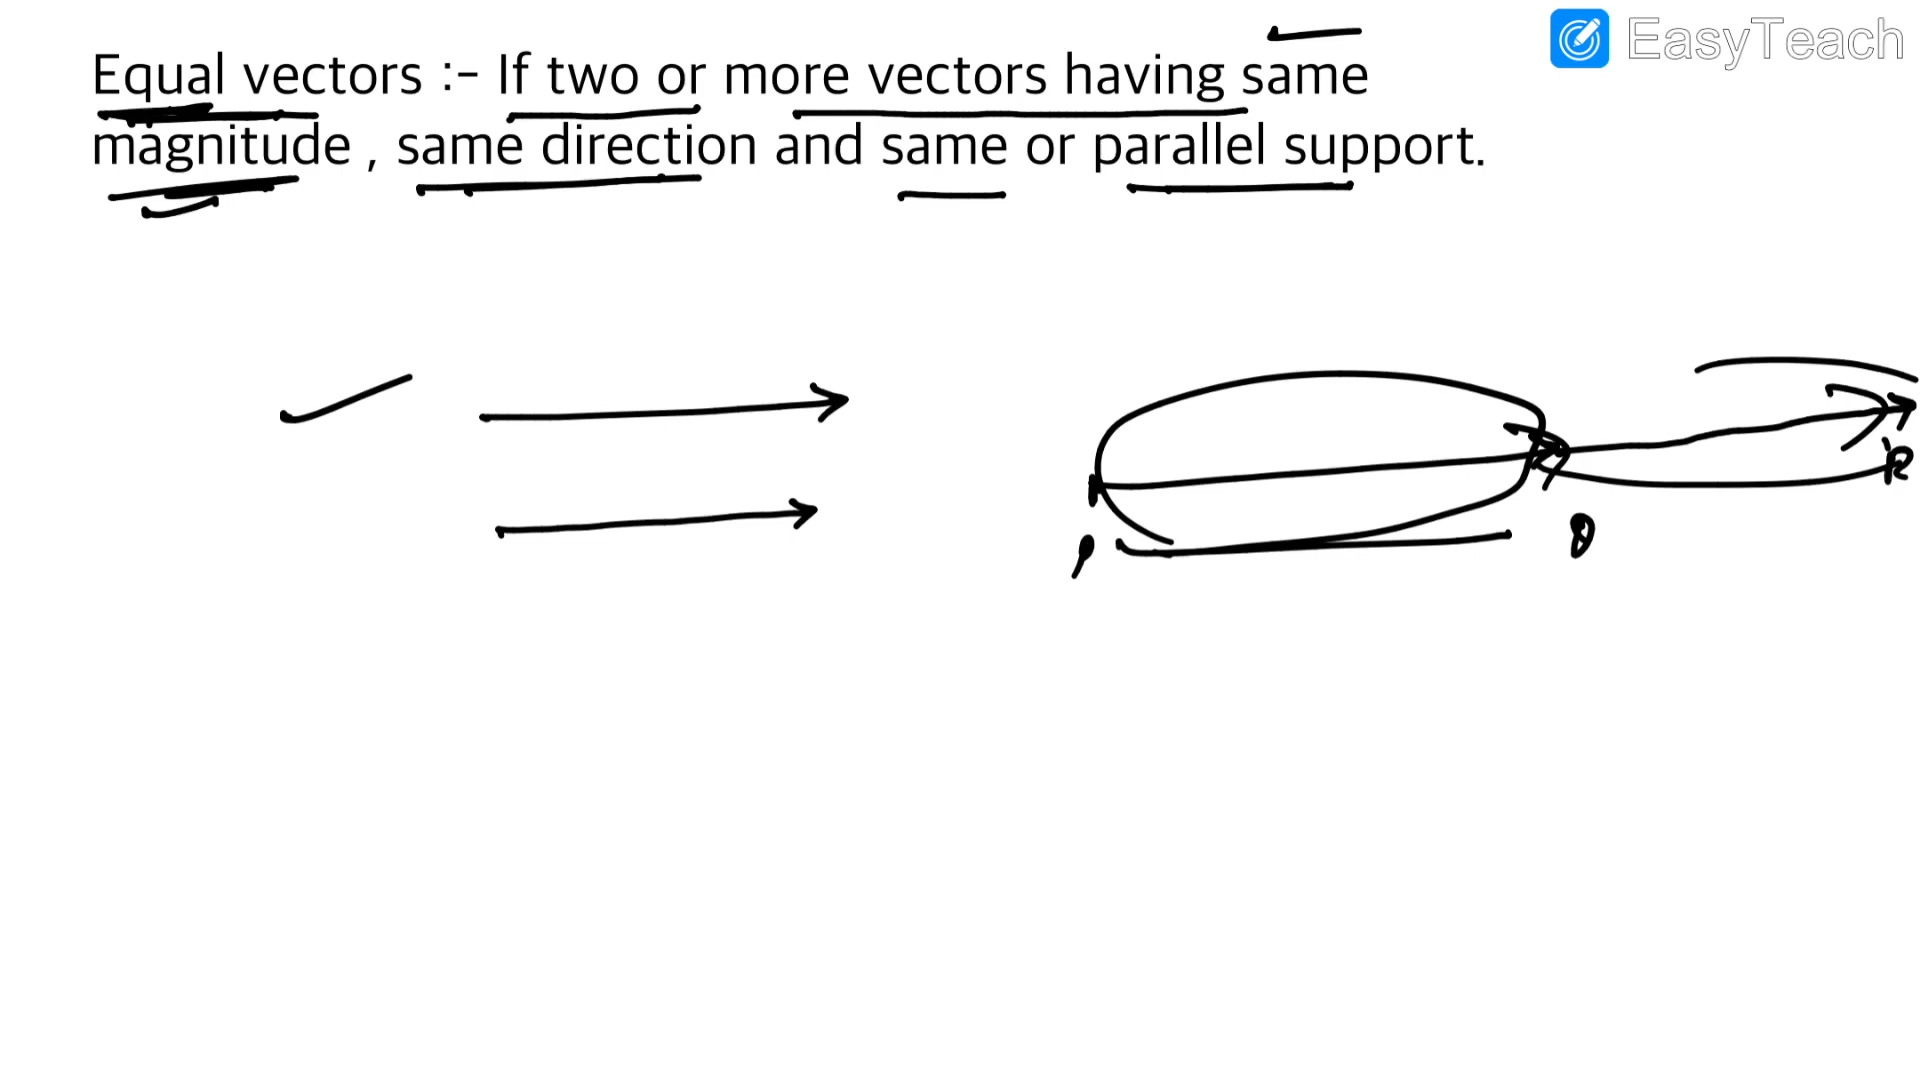 EasyTeach
Equal vectors :- If two or more vectors having same
magnitude , same direction and same or parallel support.
P
R